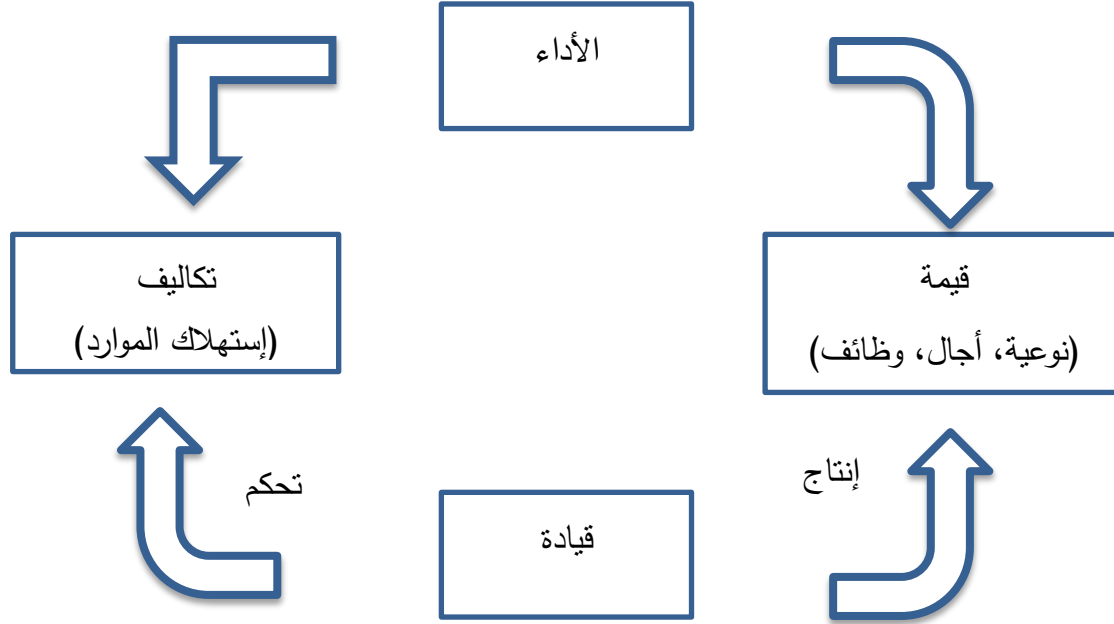 الأداء
قيمة
(نوعية، أجال، وظائف)
تكاليف
(إستهلاك الموارد)
إنتاج
تحكم
قيادة